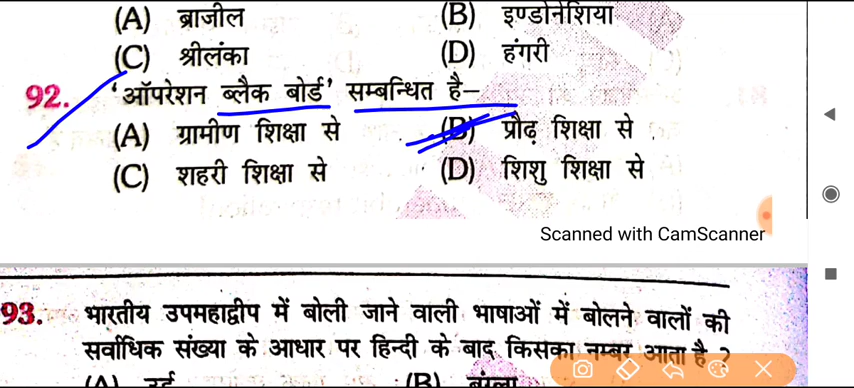 (A) ब्राजील (B) इण्डोनेशिया
(C) श्रीलंका (D) हंगरी
92. 'ऑपरेशन ब्लैक बोर्ड' सम्बन्धित है–
(A) ग्रामीण शिक्षा से (B) प्रौढ़ शिक्षा से
(C) शहरी शिक्षा से (D) शिशु शिक्षा से
Scanned with CamScanner
93. भारतीय उपमहाद्वीप में बोली जाने वाली भाषाओं में बोलने वालों की
सर्वाधिक संख्या के आधार पर हिन्दी के बाद किसका नम्बर आता है ?
(A) उर्दू (B) बंग्ला